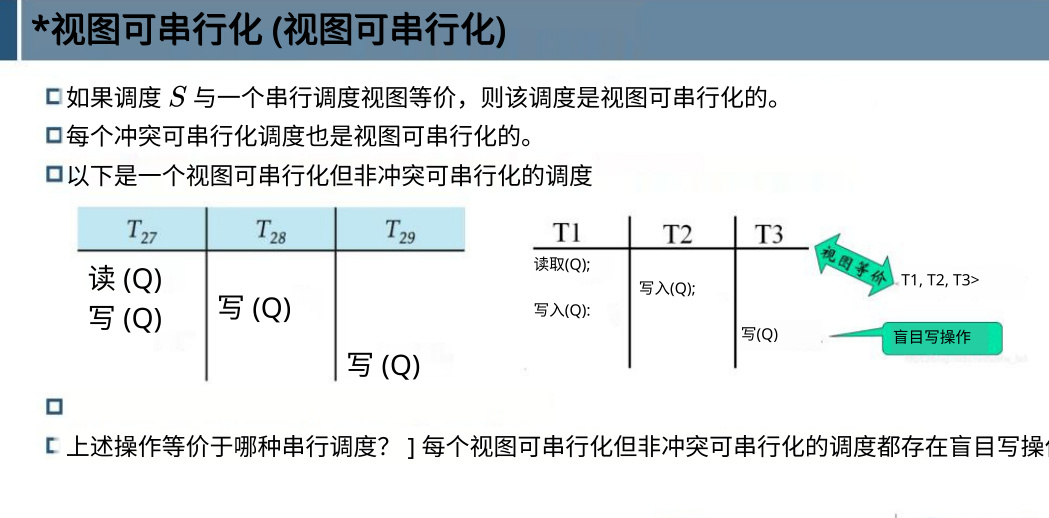 *视图可串行化 (视图可串行化)
如果调度 S 与一个串行调度视图等价，则该调度是视图可串行化的。
每个冲突可串行化调度也是视图可串行化的。
以下是一个视图可串行化但非冲突可串行化的调度
T27 T28 T29
读 (Q)
写 (Q)
写 (Q)
写 (Q)
T1 T2 T3
读取(Q);
写入(Q);
写入(Q):
写(Q)
视图等价
T1, T2, T3>
盲目写操作
上述操作等价于哪种串行调度？ ] 每个视图可串行化但非冲突可串行化的调度都存在盲目写操作